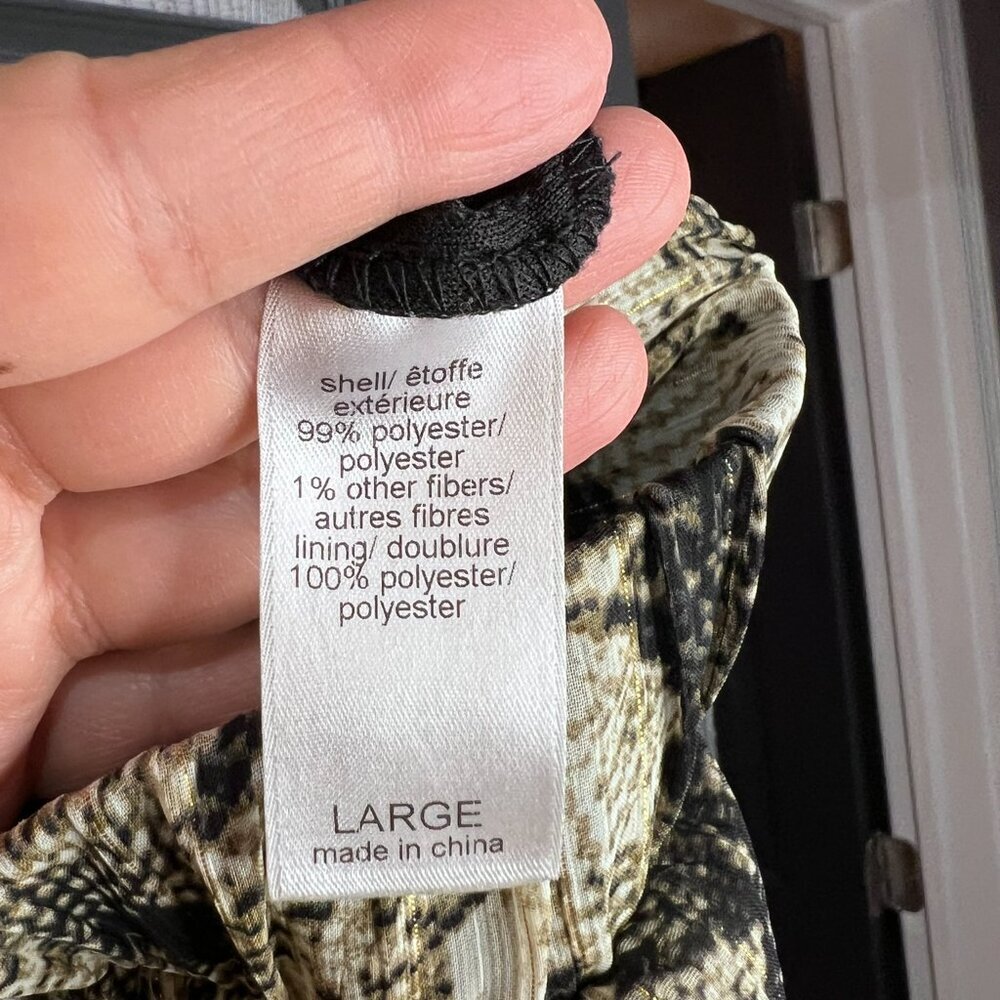 shell/ étoffe
extérieure
99% polyester/
polyester
1% other fibers/
autres fibres
lining/ doublure
100% polyester/
polyester
LARGE
made in china